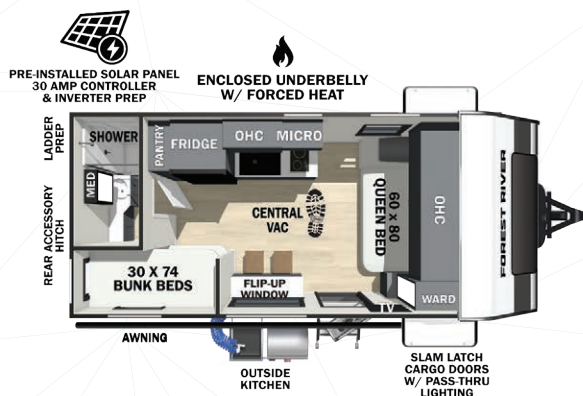 PRE-INSTALLED SOLAR PANEL
30 AMP CONTROLLER
& INVERTER PREP
ENCLOSED UNDERBELLY
W/ FORCED HEAT
LADDER
PREP
SHOWER
PANTRY
FRIDGE
OHC
MICRO
MED
REAR ACCESSORY
HITCH
CENTRAL
VAC
60 X 80
QUEEN BED
OHC
FOREST RIVER
30 X 74
BUNK BEDS
FLIP-UP
WINDOW
TV
WARD
AWNING
OUTSIDE
KITCHEN
SLAM LATCH
CARGO DOORS
W/ PASS-THRU
LIGHTING